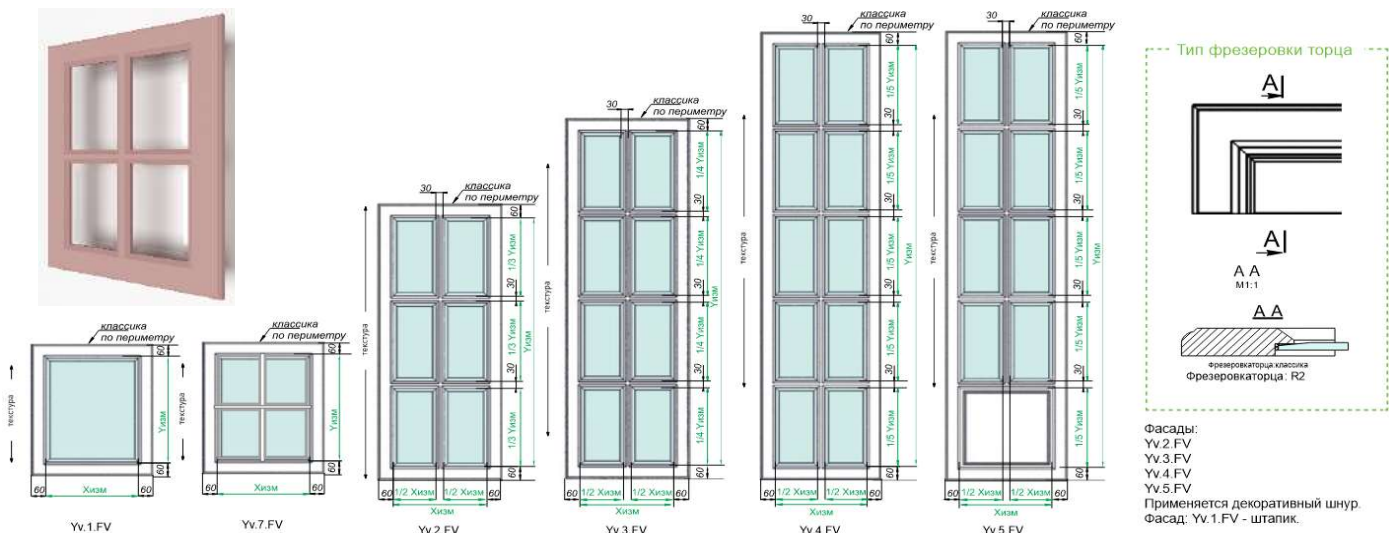 классика
по периметру
60
текстура
Yизм
60
60
Xизм
60
Yv.1.FV
классика
по периметру
60
текстура
Yизм
60
60
Xизм
60
Yv.7.FV
30
классика
по периметру
60
текстура
1/3 Yизм
30
1/3 Yизм
Yизм
30
1/3 Yизм
60
60
1/2 Xизм
1/2 Xизм
60
Xизм
Yv.2.FV
30
классика
по периметру
60
текстура
1/4 Yизм
30
1/4 Yизм
Yизм
30
1/4 Yизм
30
1/4 Yизм
60
60
1/2 Xизм
1/2 Xизм
60
Xизм
Yv.3.FV
30
классика
по периметру
60
текстура
1/5 Yизм
30
1/5 Yизм
30
1/5 Yизм
Yизм
30
1/5 Yизм
30
1/5 Yизм
60
60
1/2 Xизм
1/2 Xизм
60
Xизм
Yv.4.FV
30
классика
по периметру
60
текстура
1/5 Yизм
30
1/5 Yизм
30
1/5 Yизм
Yизм
30
1/5 Yизм
30
1/5 Yизм
60
60
1/2 Xизм
1/2 Xизм
60
Xизм
Yv.5.FV
Тип фрезеровки торца
А
А
А А
М1:1
А А
Фрезеровкаторца:классика
Фрезеровкаторца: R2
Фасады:
Yv.2.FV
Yv.3.FV
Yv.4.FV
Yv.5.FV
Применяется декоративный шнур.
Фасад: Yv.1.FV - штапик.